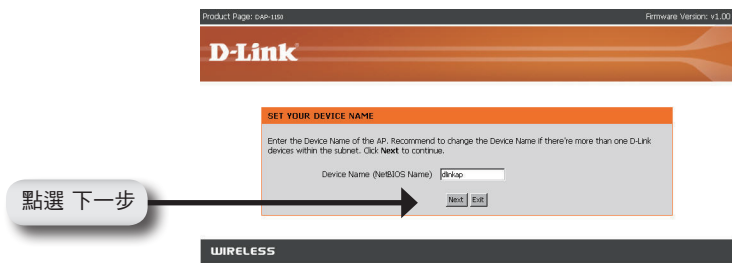 Product Page: DAP-1150 Firmware Version: v1.00
D-Link
SET YOUR DEVICE NAME
Enter the Device Name of the AP. Recommend to change the Device Name if there're more than one D-Link
devices within the subnet. Click Next to continue.
Device Name (NetBIOS Name) dlinkap
點選 下一步
Next Exit
WIRELESS